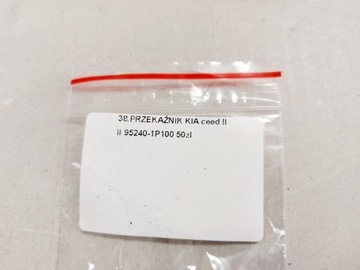 38.PRZEKAŹNIK KIA ceed II
II 95240-1P100 50zł